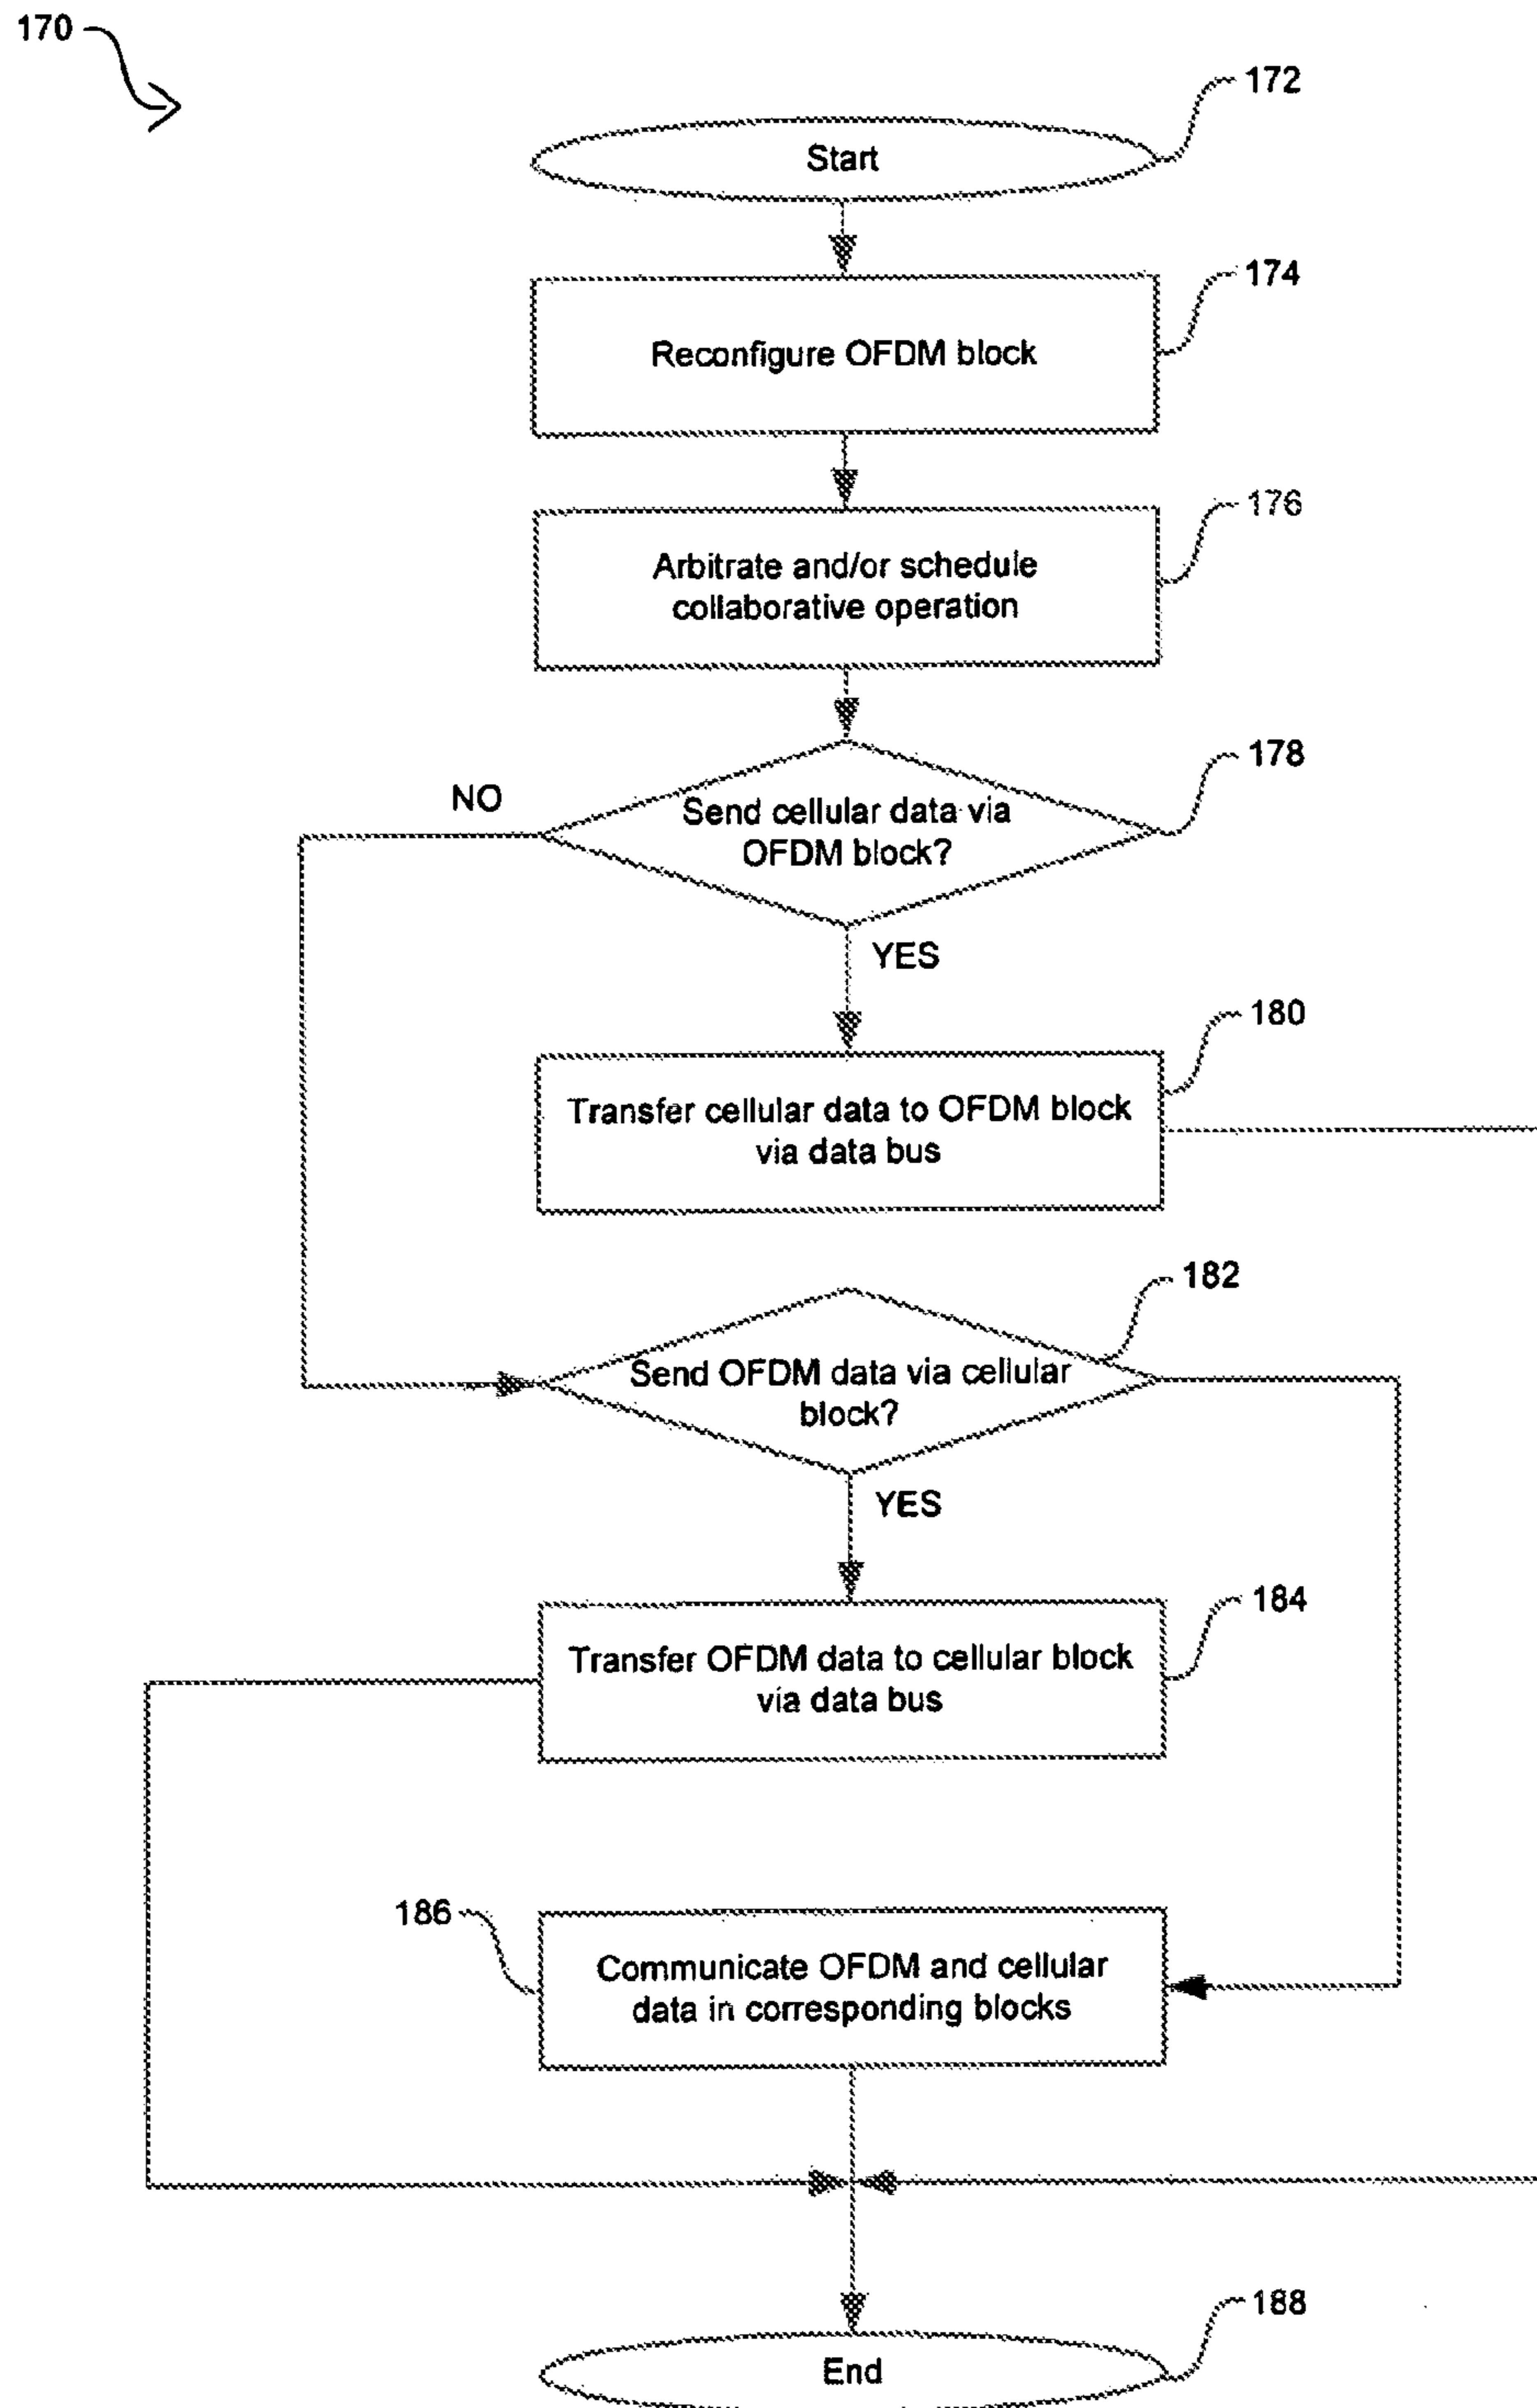 170
172
Start
174
Reconfigure OFDM block
176
Arbitrate and/or schedule
collaborative operation
178
NO
Send cellular data via
OFDM block?
YES
180
Transfer cellular data to OFDM block
via data bus
182
Send OFDM data via cellular
block?
YES
184
Transfer OFDM data to cellular block
via data bus
186
Communicate OFDM and cellular
data in corresponding blocks
188
End